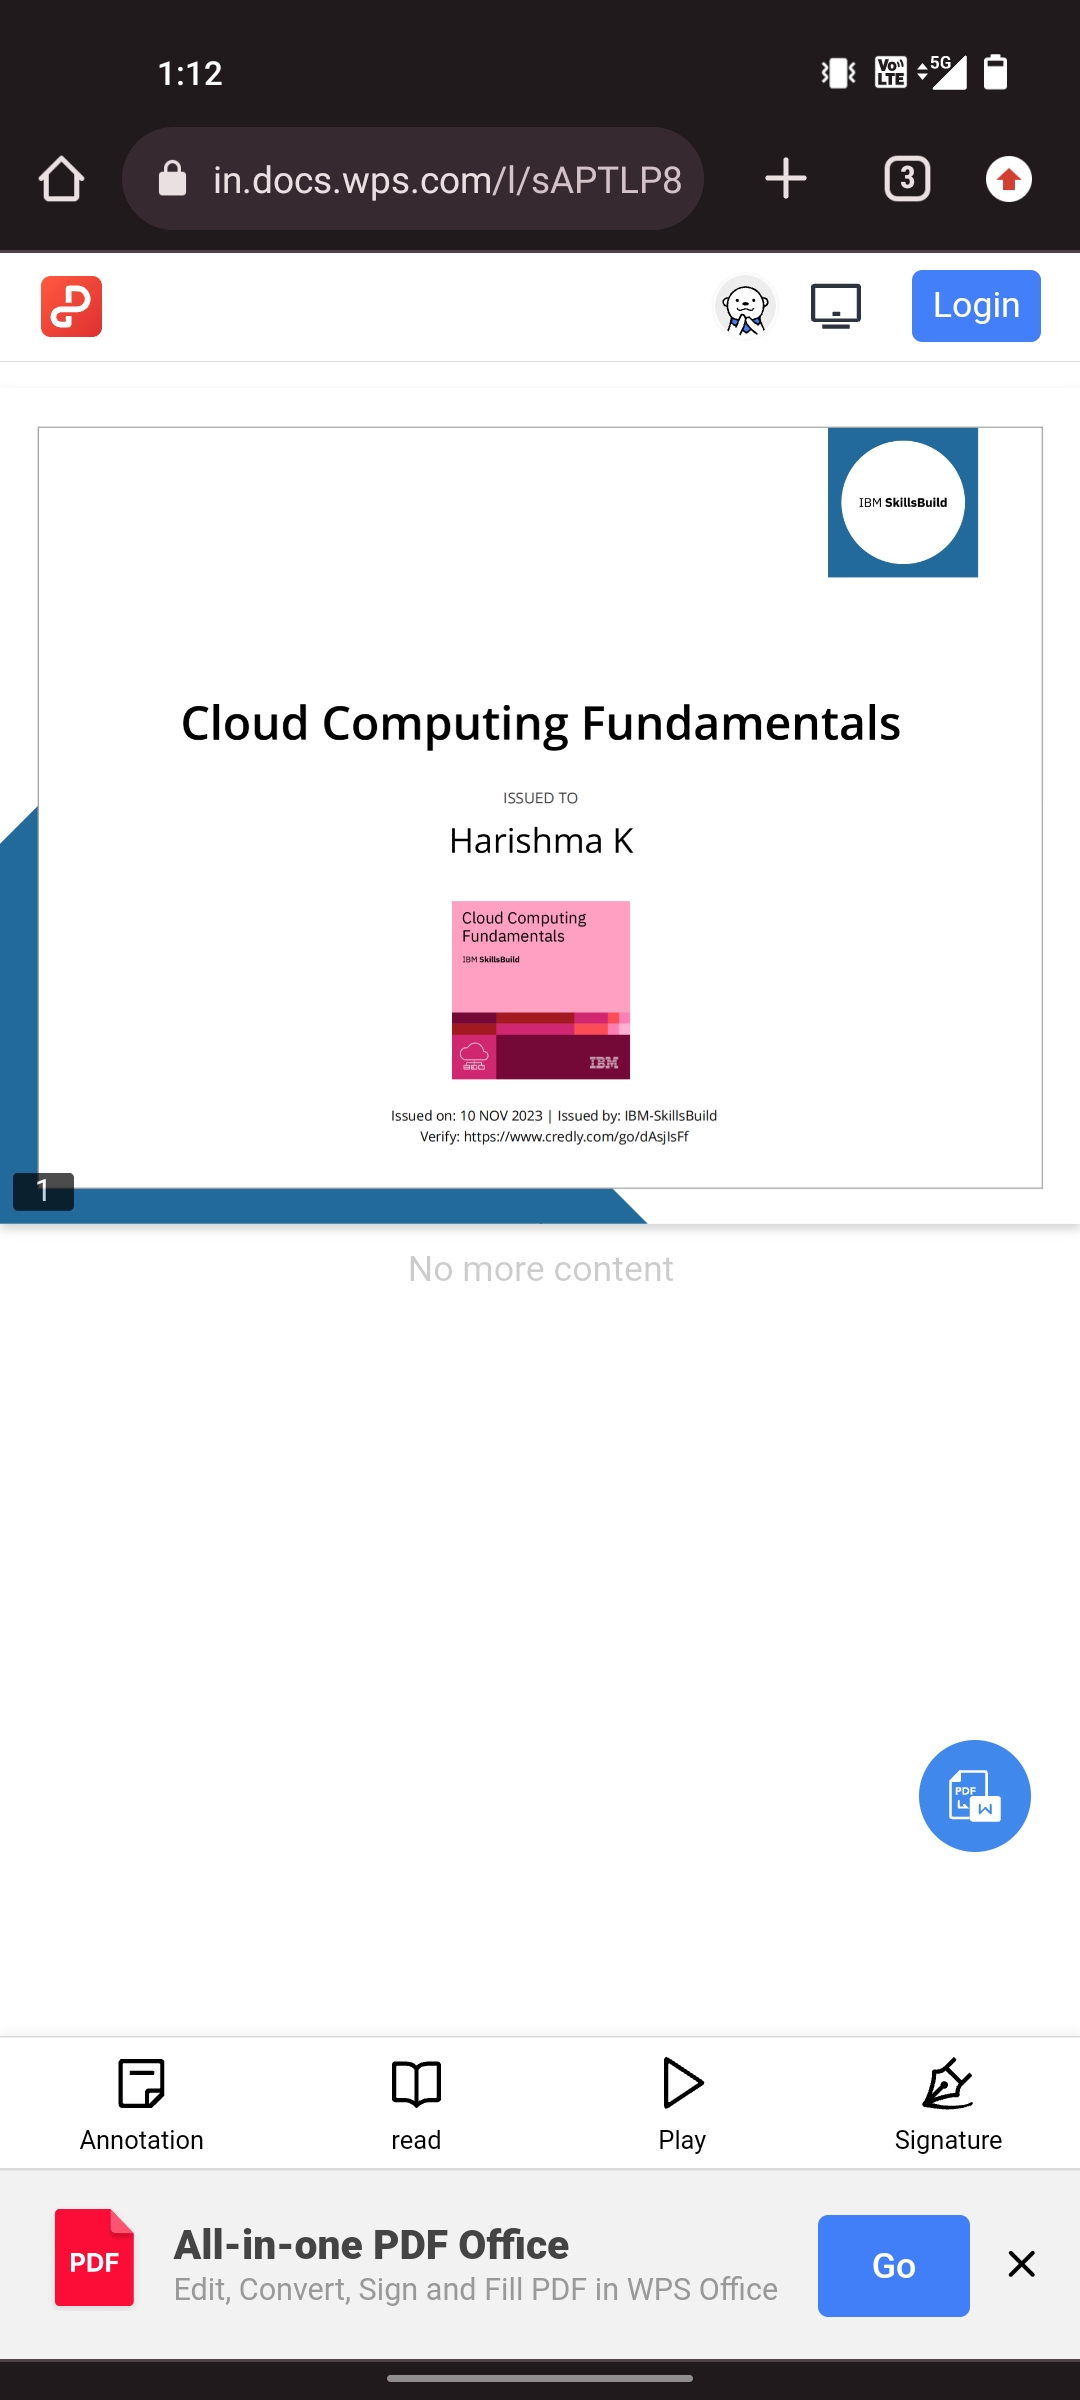 1:12
Vo)) LTE
5G
in.docs.wps.com/l/sAPTLP8
3
Login
IBM SkillsBuild
Cloud Computing Fundamentals
ISSUED TO
Harishma K
Cloud Computing
Fundamentals
IBM SkillsBuild
IBM
Issued on: 10 NOV 2023 | Issued by: IBM-SkillsBuild
Verify: https://www.credly.com/go/dAsjIsFf
1
No more content
PDF
W
Annotation
read
Play
Signature
PDF
All-in-one PDF Office
Edit, Convert, Sign and Fill PDF in WPS Office
Go